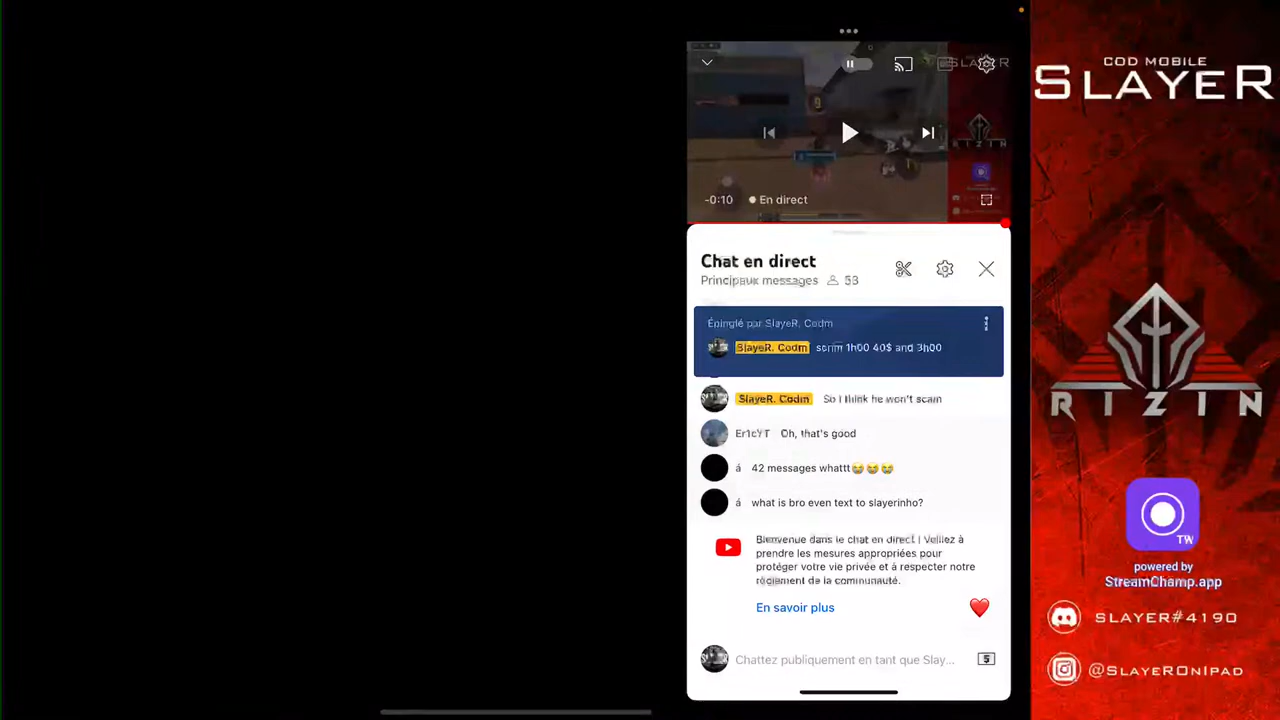 COD MOBILE
SLAYER
-0:10
En direct
Chat en direct
Principaux messages 53
Épinglé par SlayeR. Codm
SlayeR. Codm scrim 1h00 40$ and 3h00
SlayeR. Codm So I think he won't scam
Er1cYT Oh, that's good
á 42 messages whattt😭😭😭
á what is bro even text to slayerinho?
Bienvenue dans le chat en direct ! Veillez à
prendre les mesures appropriées pour
protéger votre vie privée et à respecter notre
règlement de la communauté.
En savoir plus
Chattez publiquement en tant que Slay...
RIZIN
TW
powered by
StreamChamp.app
SLAYER#4190
@SlayeROnIpad